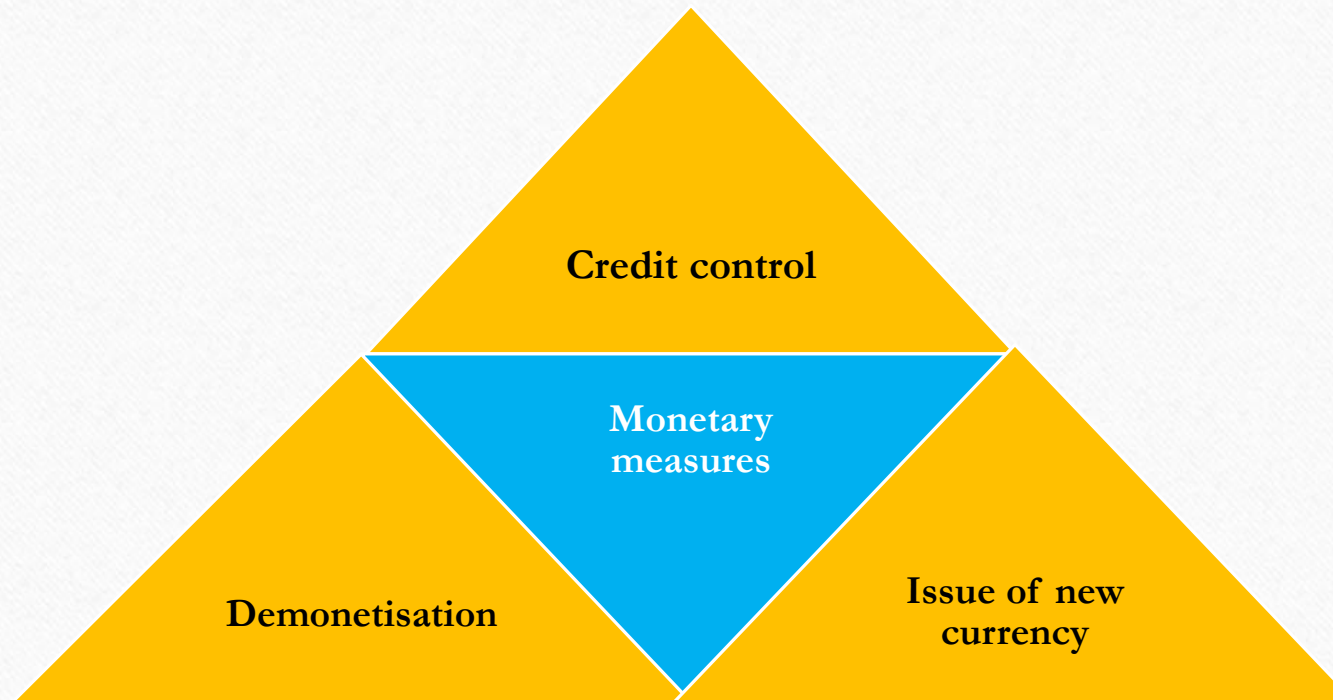 Credit control
Monetary
measures
Demonetisation
Issue of new
currency